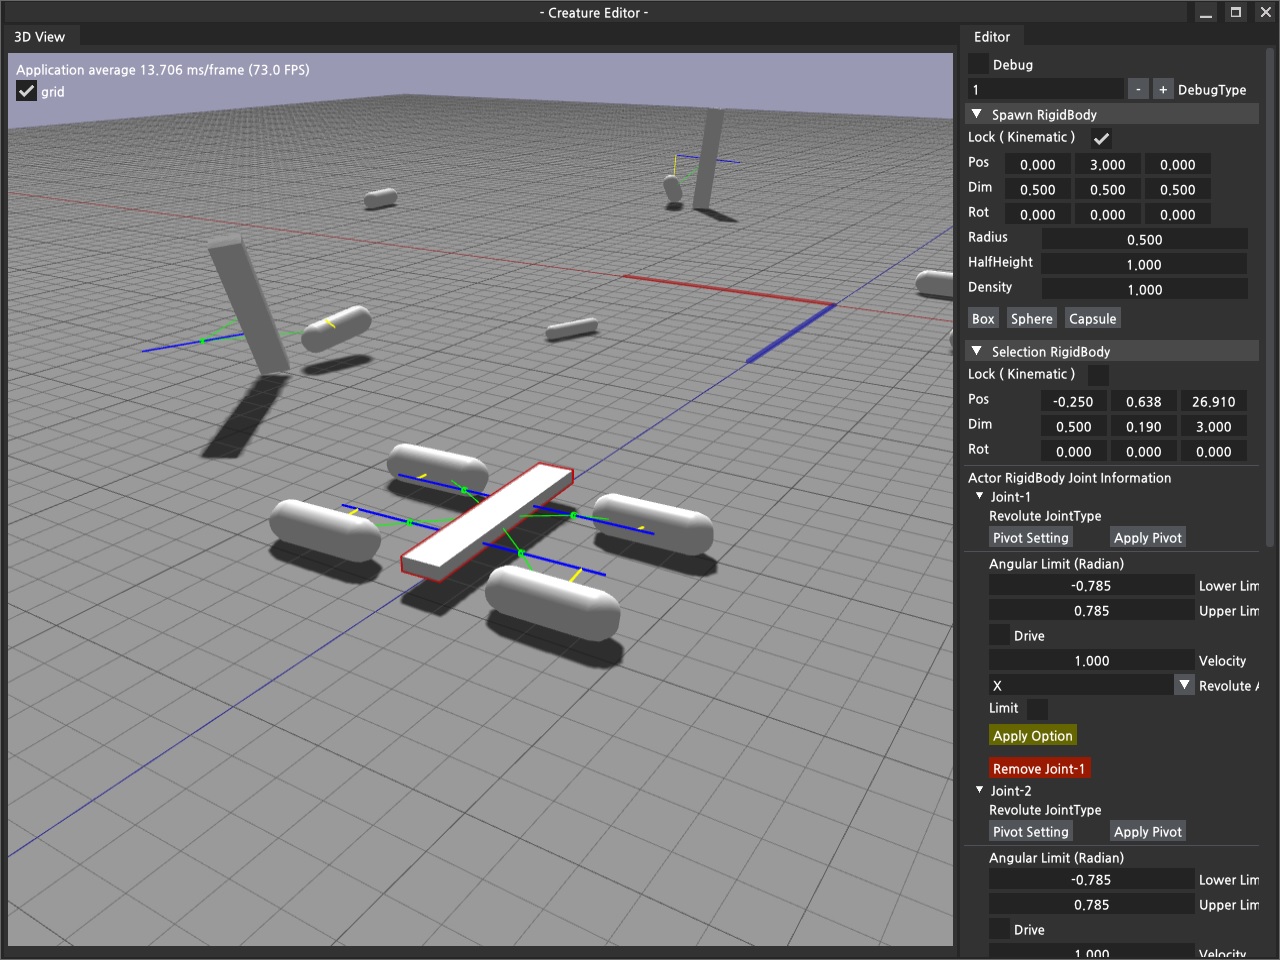 - Creature Editor -
3D View
Application average 13.706 ms/frame (73.0 FPS)
grid
Editor
Debug
1 - + DebugType
Spawn RigidBody
Lock ( Kinematic )
Pos 0.000 3.000 0.000
Dim 0.500 0.500 0.500
Rot 0.000 0.000 0.000
Radius 0.500
HalfHeight 1.000
Density 1.000
Box Sphere Capsule
Selection RigidBody
Lock ( Kinematic )
Pos -0.250 0.638 26.910
Dim 0.500 0.190 3.000
Rot 0.000 0.000 0.000
Actor RigidBody Joint Information
Joint-1
Revolute JointType
Pivot Setting Apply Pivot
Angular Limit (Radian)
-0.785 Lower Lim
0.785 Upper Lim
Drive
1.000 Velocity
X Revolute A
Limit
Apply Option
Remove Joint-1
Joint-2
Revolute JointType
Pivot Setting Apply Pivot
Angular Limit (Radian)
-0.785 Lower Lim
0.785 Upper Lim
Drive
1.000 Velocity